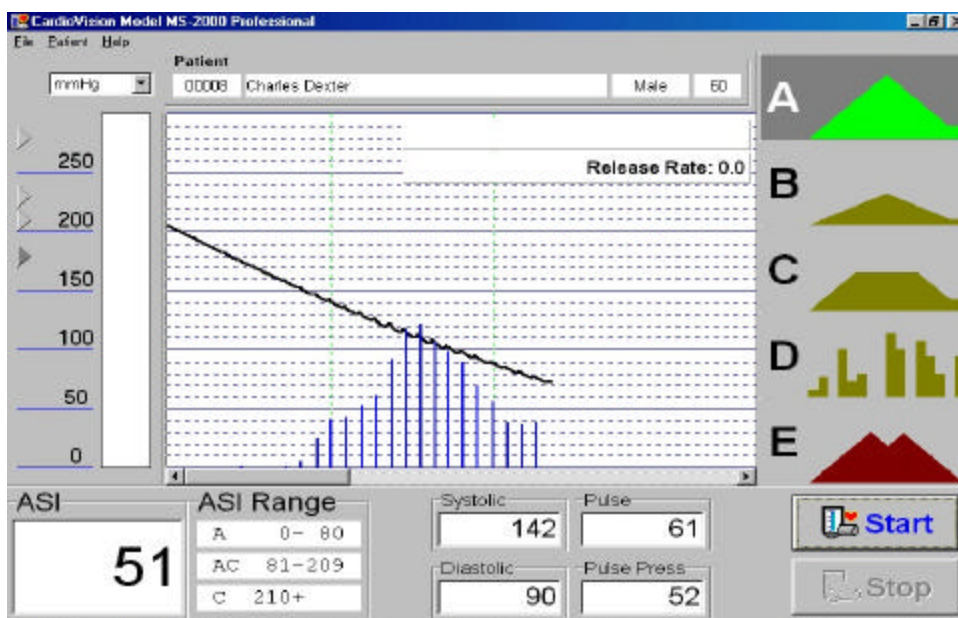 CardioVision Model MS-2000 Professional
File Patient Help
Patient
mmHg
00008 Charles Dexter Male 60
Release Rate: 0.0
250
200
150
100
50
0
A
B
C
D
E
ASI
51
ASI Range
A 0- 80
AC 81-209
C 210+
Systolic
142
Pulse
61
Diastolic
90
Pulse Press
52
Start
Stop